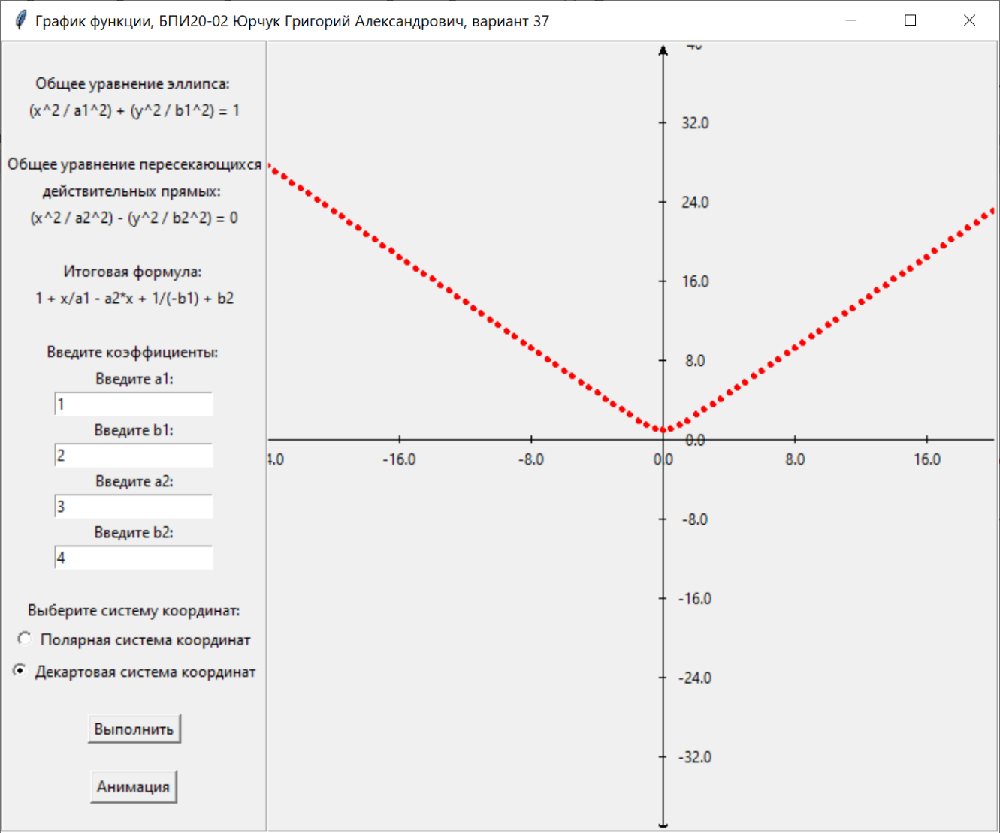 График функции, БПИ20-02 Юрчук Григорий Александрович, вариант 37
Общее уравнение эллипса:
(x^2 / a1^2) + (y^2 / b1^2) = 1
Общее уравнение пересекающихся
действительных прямых:
(x^2 / a2^2) - (y^2 / b2^2) = 0
Итоговая формула:
1 + x/a1 - a2*x + 1/(-b1) + b2
Введите коэффициенты:
Введите a1:
1
Введите b1:
2
Введите a2:
3
Введите b2:
4
Выберите систему координат:
Полярная система координат
Декартовая система координат
Выполнить
Анимация
32.0
24.0
16.0
8.0
0.0
4.0 -16.0 -8.0 0.0 8.0 16.0
-8.0
-16.0
-24.0
-32.0